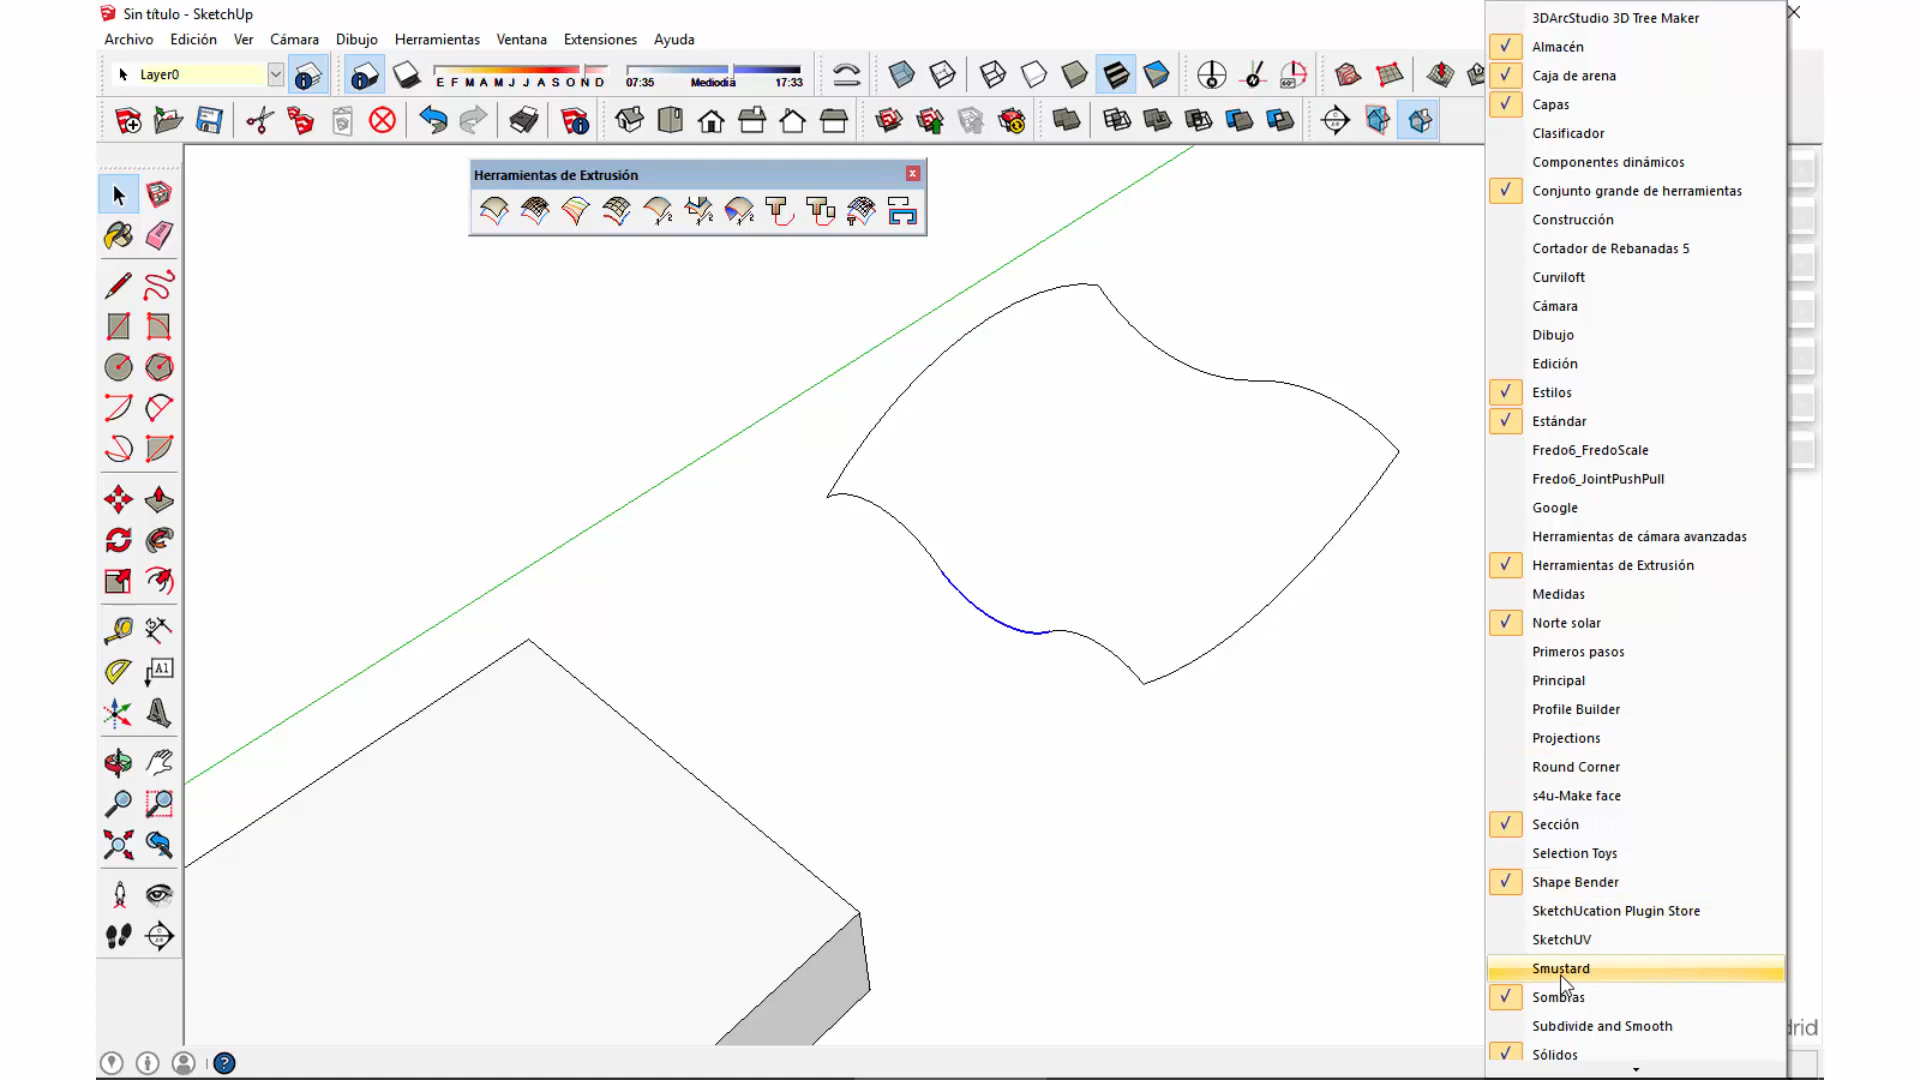 Sin título - SketchUp
Archivo Edición Ver Cámara Dibujo Herramientas Ventana Extensiones Ayuda
Layer0
E F M A M J J A S O N D
07:35 Mediodía 17:33
Herramientas de Extrusión
A1
3DArcStudio 3D Tree Maker
Almacén
Caja de arena
Capas
Clasificador
Componentes dinámicos
Conjunto grande de herramientas
Construcción
Cortador de Rebanadas 5
Curviloft
Cámara
Dibujo
Edición
Estilos
Estándar
Fredo6_FredoScale
Fredo6_JointPushPull
Google
Herramientas de cámara avanzadas
Herramientas de Extrusión
Medidas
Norte solar
Primeros pasos
Principal
Profile Builder
Projections
Round Corner
s4u-Make face
Sección
Selection Toys
Shape Bender
SketchUcation Plugin Store
SketchUV
Smustard
Sombras
Subdivide and Smooth
Sólidos